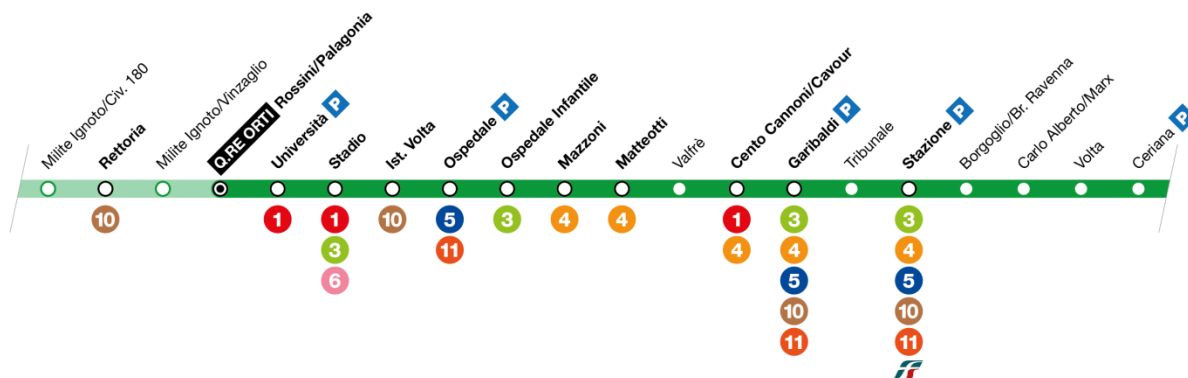 Milite Ignoto/Civ. 180
Rettoria
Milite Ignoto/Vinzaglio
Q.RE ORTI Rossini/Palagonia
Università P
Stadio
Ist. Volta
Ospedale P
Ospedale Infantile
Mazzoni
Matteotti
Valfrè
Cento Cannoni/Cavour
Garibaldi P
Tribunale
Stazione P
Borgoglio/Br. Ravenna
Carlo Alberto/Marx
Volta
Ceriana P
10
1
1
3
6
10
5
11
3
4
4
1
4
3
4
5
10
11
3
4
5
10
11